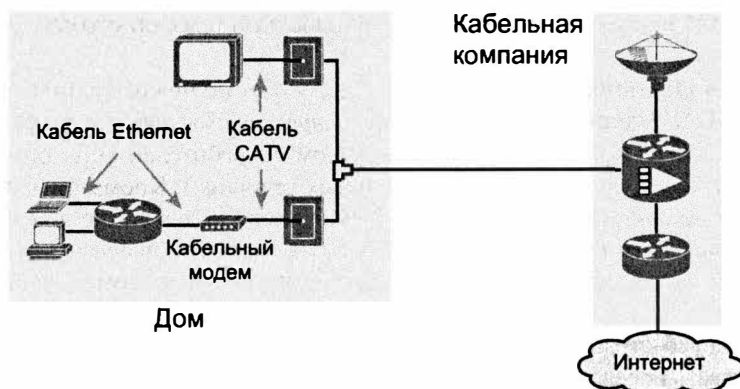 Кабельная
компания
Кабель Ethernet
Кабель
CATV
Кабельный
модем
Дом
Интернет